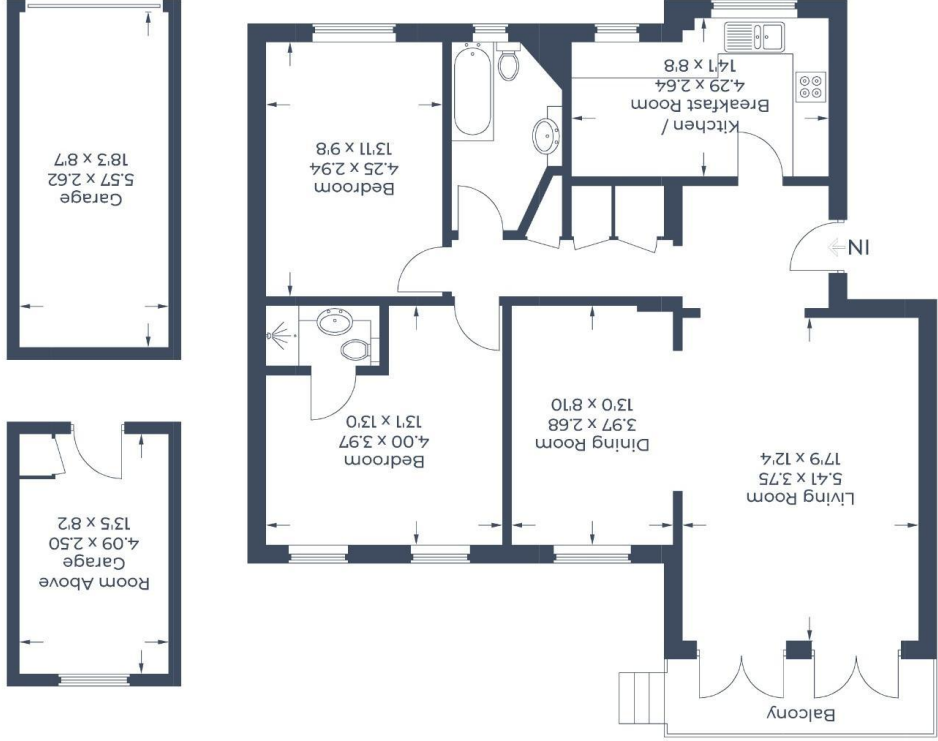 Balcony
Living Room
5.41 x 3.75
17'9 x 12'4
Dining Room
3.97 x 2.68
13'0 x 8'10
Bedroom
4.00 x 3.97
13'1 x 13'0
Room Above
Garage
4.09 x 2.50
13'5 x 8'2
IN
Kitchen /
Breakfast Room
4.29 x 2.64
14'1 x 8'8
Bedroom
4.25 x 2.94
13'11 x 9'8
Garage
5.57 x 2.62
18'3 x 8'7